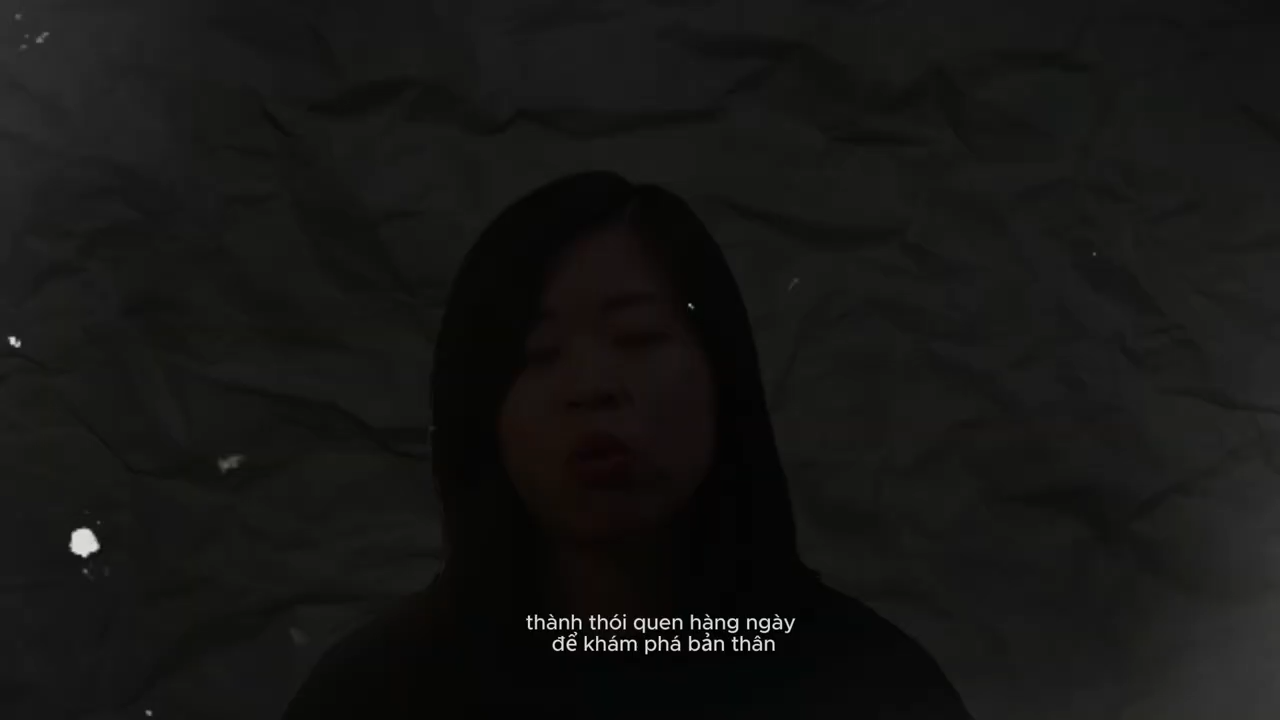 thành thói quen hàng ngày
để khám phá bản thân